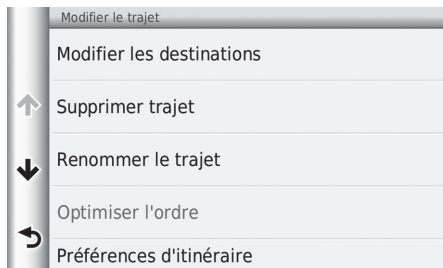 Modifier le trajet
Modifier les destinations
Supprimer trajet
Renommer le trajet
Optimiser l'ordre
Préférences d'itinéraire